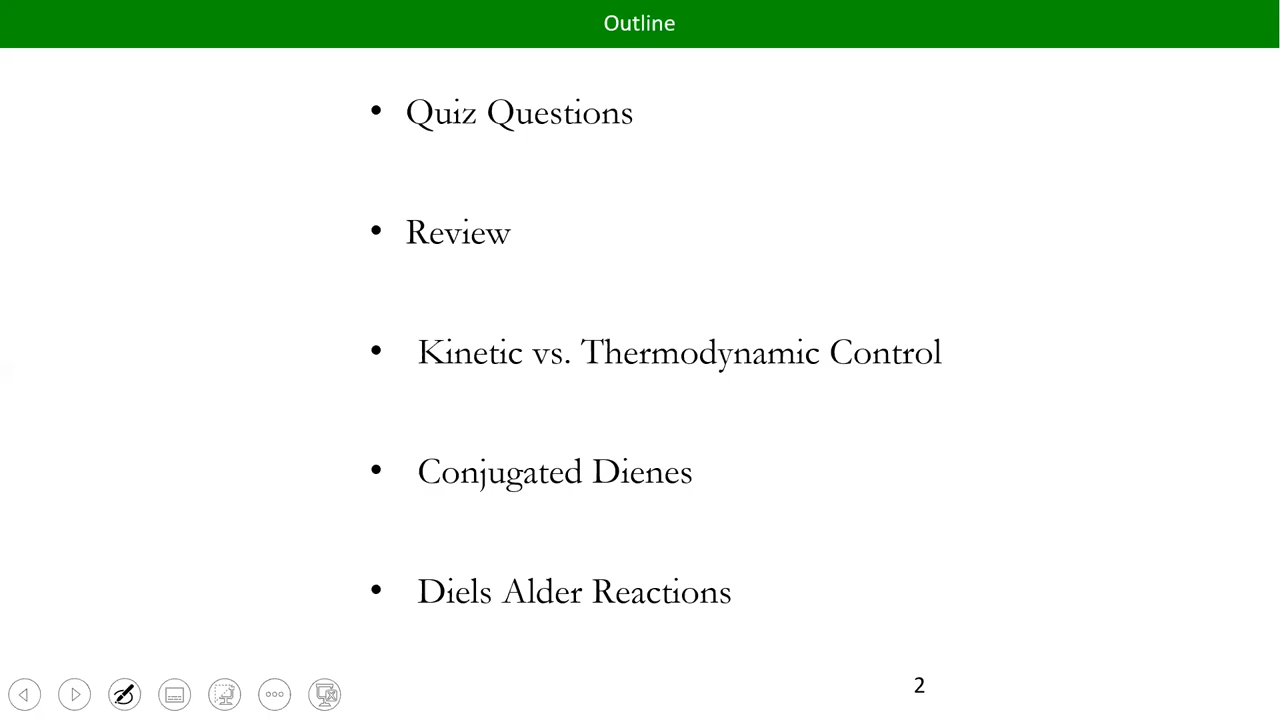 Outline
• Quiz Questions
• Review
• Kinetic vs. Thermodynamic Control
• Conjugated Dienes
• Diels Alder Reactions
2